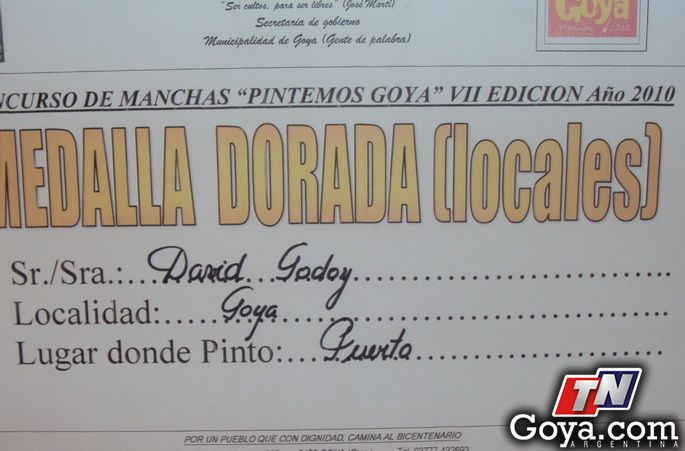 "Ser cultos, para ser libres" (José Martí)
Secretaria de gobierno
Municipalidad de Goya (Gente de palabra)
Goya
2010
NCURSO DE MANCHAS "PINTEMOS GOYA" VII EDICION Año 2010
MEDALLA DORADA (locales)
Sr./Sra.:....David Godoy........................
Localidad:......Goya........................
Lugar donde Pinto:....Puerto........................
TN
Goya.com
ARGENTINA
POR UN PUEBLO QUE CON DIGNIDAD, CAMINA AL BICENTENARIO